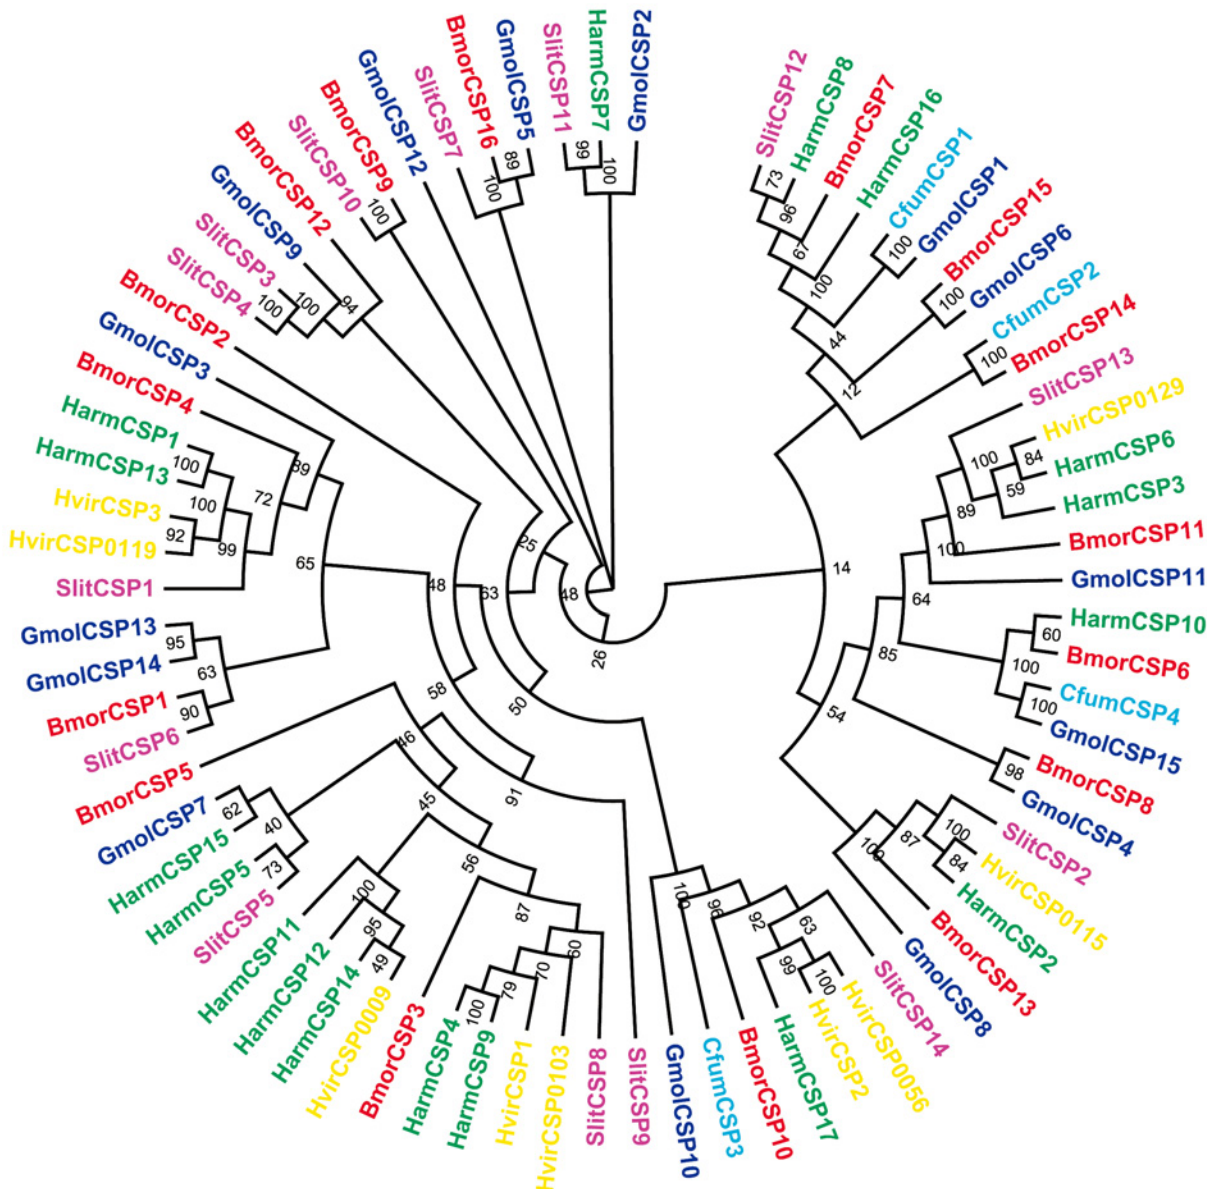 SlitCSP12
HarmCSP8
BmorCSP7
HarmCSP16
CfumCSP1
GmolCSP1
BmorCSP15
GmolCSP6
CfumCSP2
BmorCSP14
SlitCSP13
HvirCSP0129
HarmCSP6
HarmCSP3
BmorCSP11
GmolCSP11
HarmCSP10
BmorCSP6
CfumCSP4
GmolCSP15
BmorCSP8
GmolCSP4
SlitCSP2
HvirCSP0115
HarmCSP2
BmorCSP13
GmolCSP8
SlitCSP14
HvirCSP0056
HvirCSP2
HarmCSP17
BmorCSP10
CfumCSP3
GmolCSP10
SlitCSP9
SlitCSP8
HvirCSP0103
HvirCSP1
HarmCSP9
HarmCSP4
BmorCSP3
HvirCSP0009
HarmCSP14
HarmCSP12
HarmCSP11
SlitCSP5
HarmCSP5
HarmCSP15
GmolCSP7
BmorCSP5
SlitCSP6
BmorCSP1
GmolCSP14
GmolCSP13
SlitCSP1
HvirCSP0119
HvirCSP3
HarmCSP13
HarmCSP1
BmorCSP4
GmolCSP3
BmorCSP2
SlitCSP4
SlitCSP3
GmolCSP9
BmorCSP12
SlitCSP10
BmorCSP9
GmolCSP12
SlitCSP7
BmorCSP16
GmolCSP5
SlitCSP11
HarmCSP7
GmolCSP2
73
96
67
100
100
44
100
12
100
14
84
100
59
89
100
64
60
100
100
85
98
54
100
84
87
100
63
100
99
92
96
100
91
60
70
79
100
87
56
49
95
100
45
73
62
40
46
58
50
90
95
63
65
92
100
100
99
72
89
48
63
25
48
26
100
100
94
100
89
100
99
100